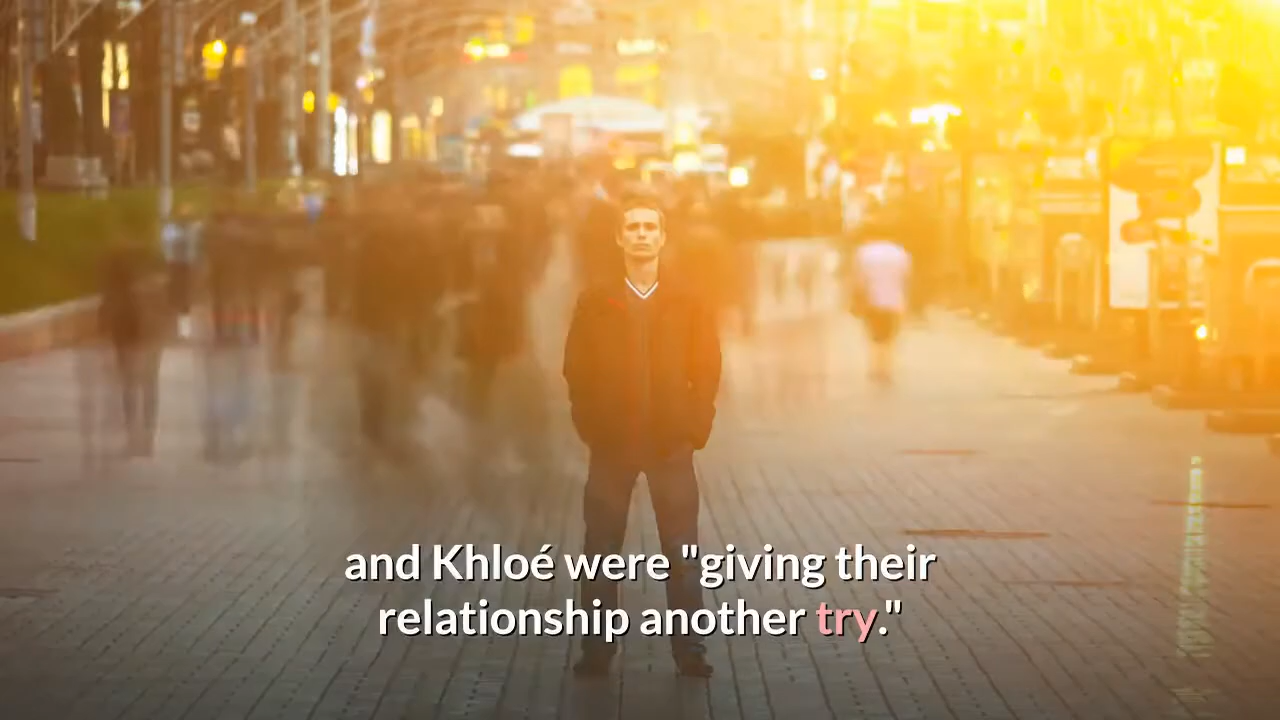 and Khloé were "giving their
relationship another try."